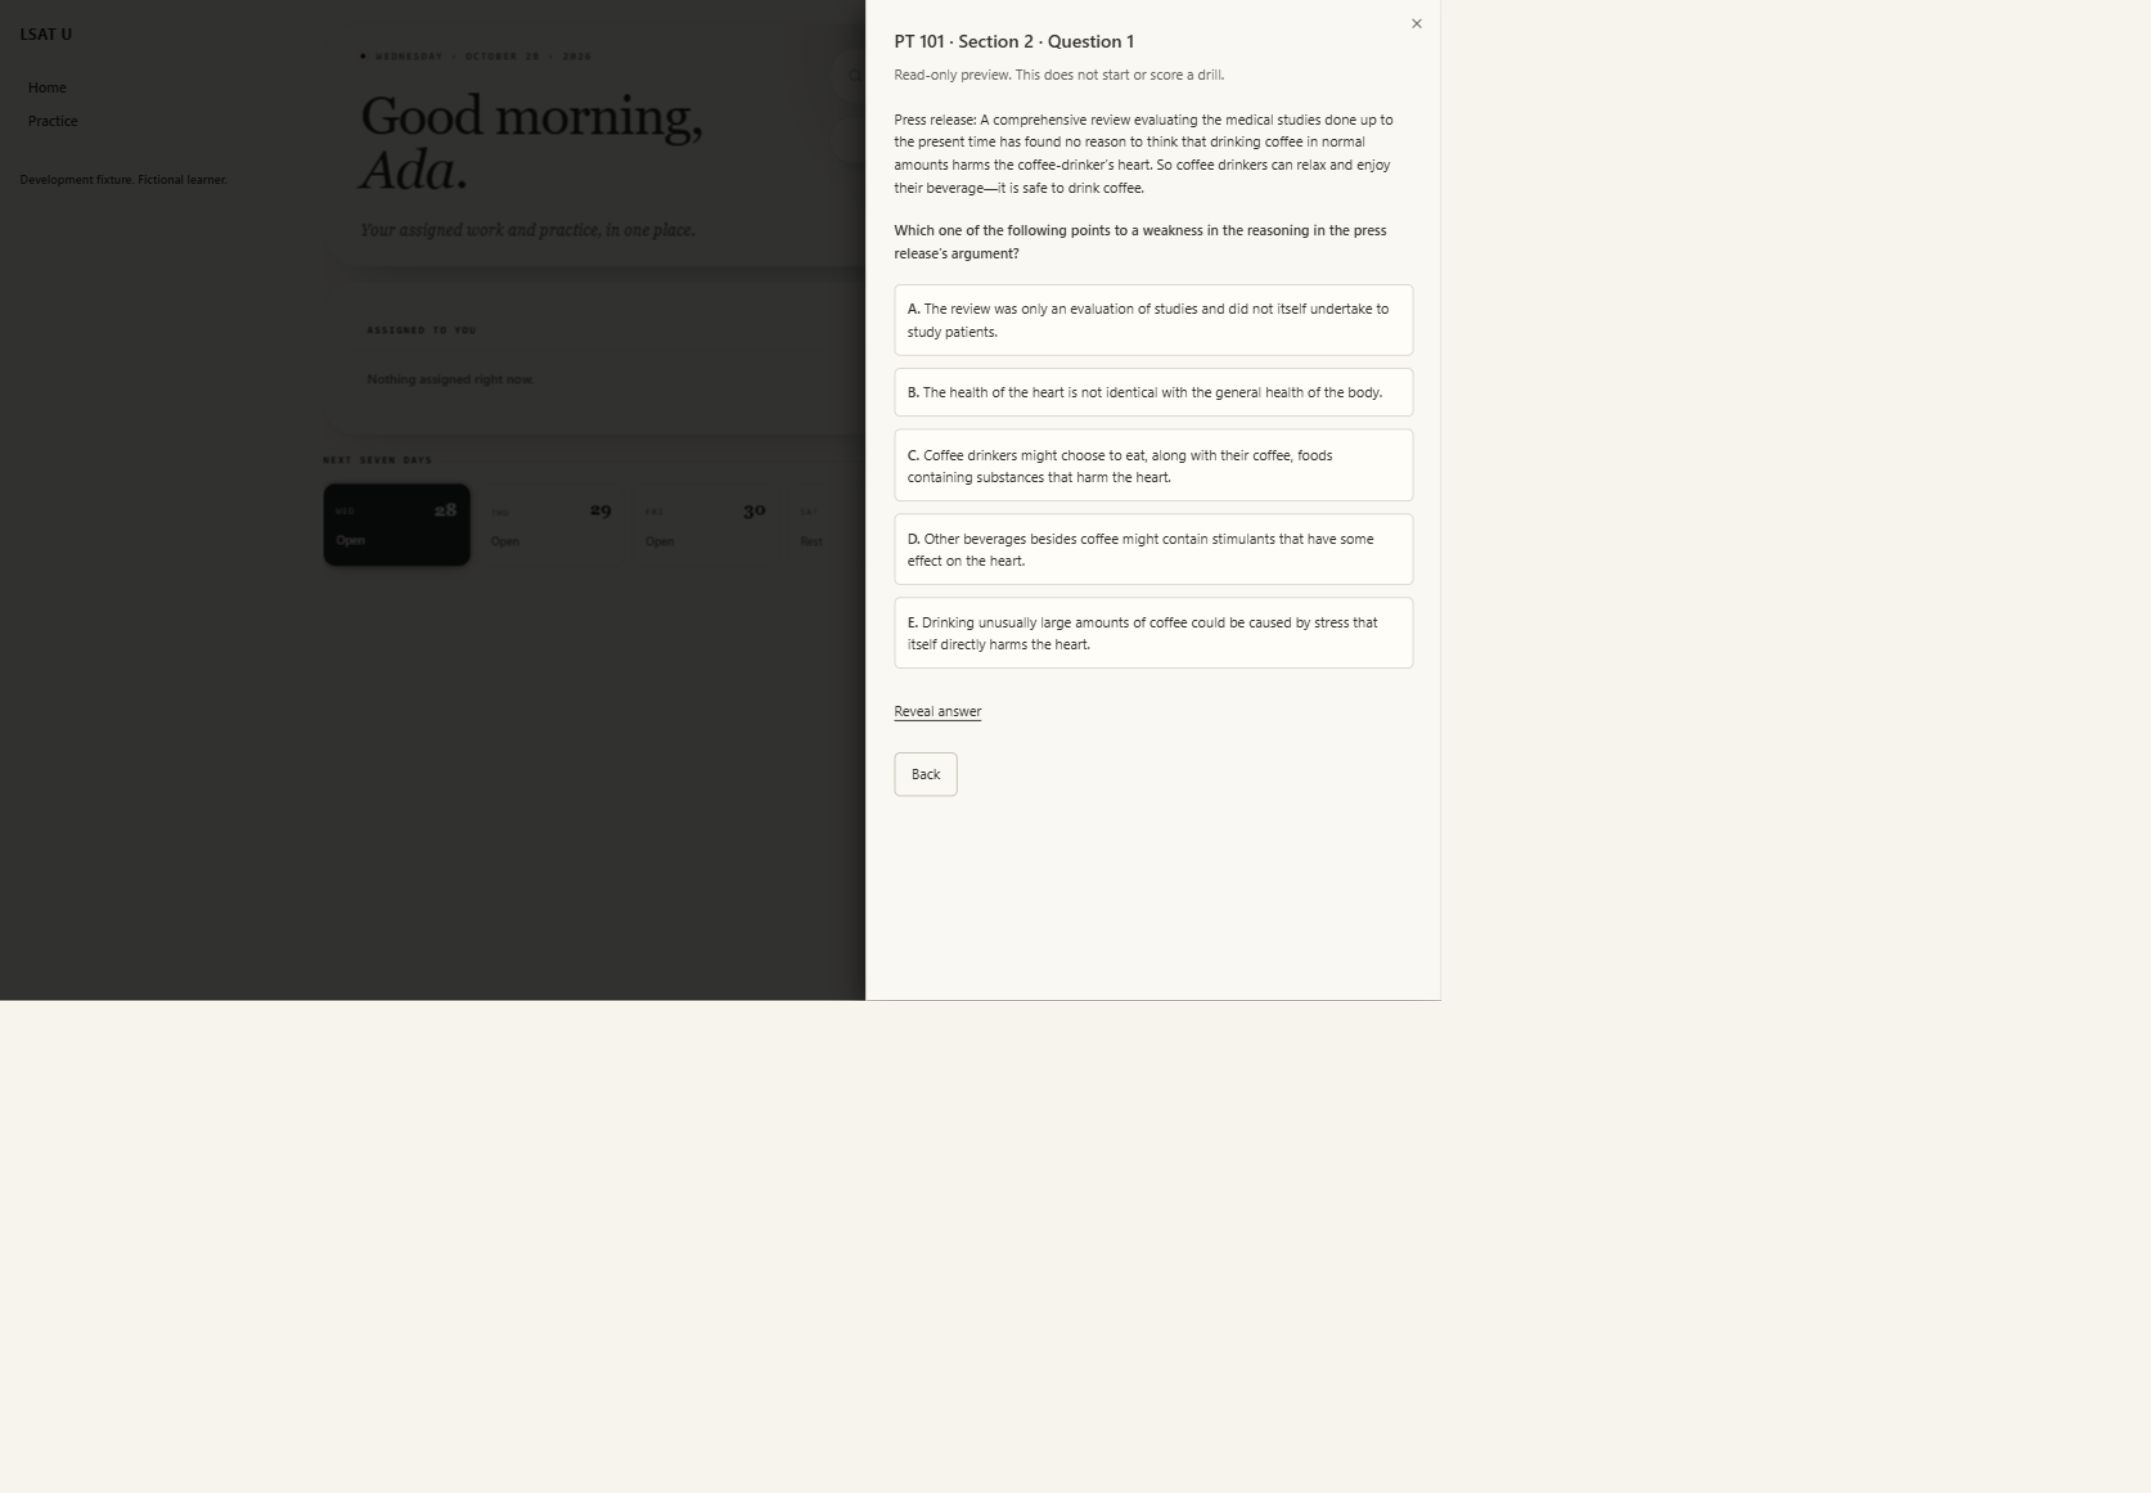 LSAT U
Home
Practice
Development fixture. Fictional learner.
WEDNESDAY · OCTOBER 28 · 2026
Good morning,
Ada.
Your assigned work and practice, in one place.
ASSIGNED TO YOU
Nothing assigned right now.
NEXT SEVEN DAYS
WED 28
Open
THU 29
Open
FRI 30
Open
SAT
Rest
×
PT 101 · Section 2 · Question 1
Read-only preview. This does not start or score a drill.
Press release: A comprehensive review evaluating the medical studies done up to
the present time has found no reason to think that drinking coffee in normal
amounts harms the coffee-drinker's heart. So coffee drinkers can relax and enjoy
their beverage—it is safe to drink coffee.
Which one of the following points to a weakness in the reasoning in the press
release's argument?
A. The review was only an evaluation of studies and did not itself undertake to
study patients.
B. The health of the heart is not identical with the general health of the body.
C. Coffee drinkers might choose to eat, along with their coffee, foods
containing substances that harm the heart.
D. Other beverages besides coffee might contain stimulants that have some
effect on the heart.
E. Drinking unusually large amounts of coffee could be caused by stress that
itself directly harms the heart.
Reveal answer
Back